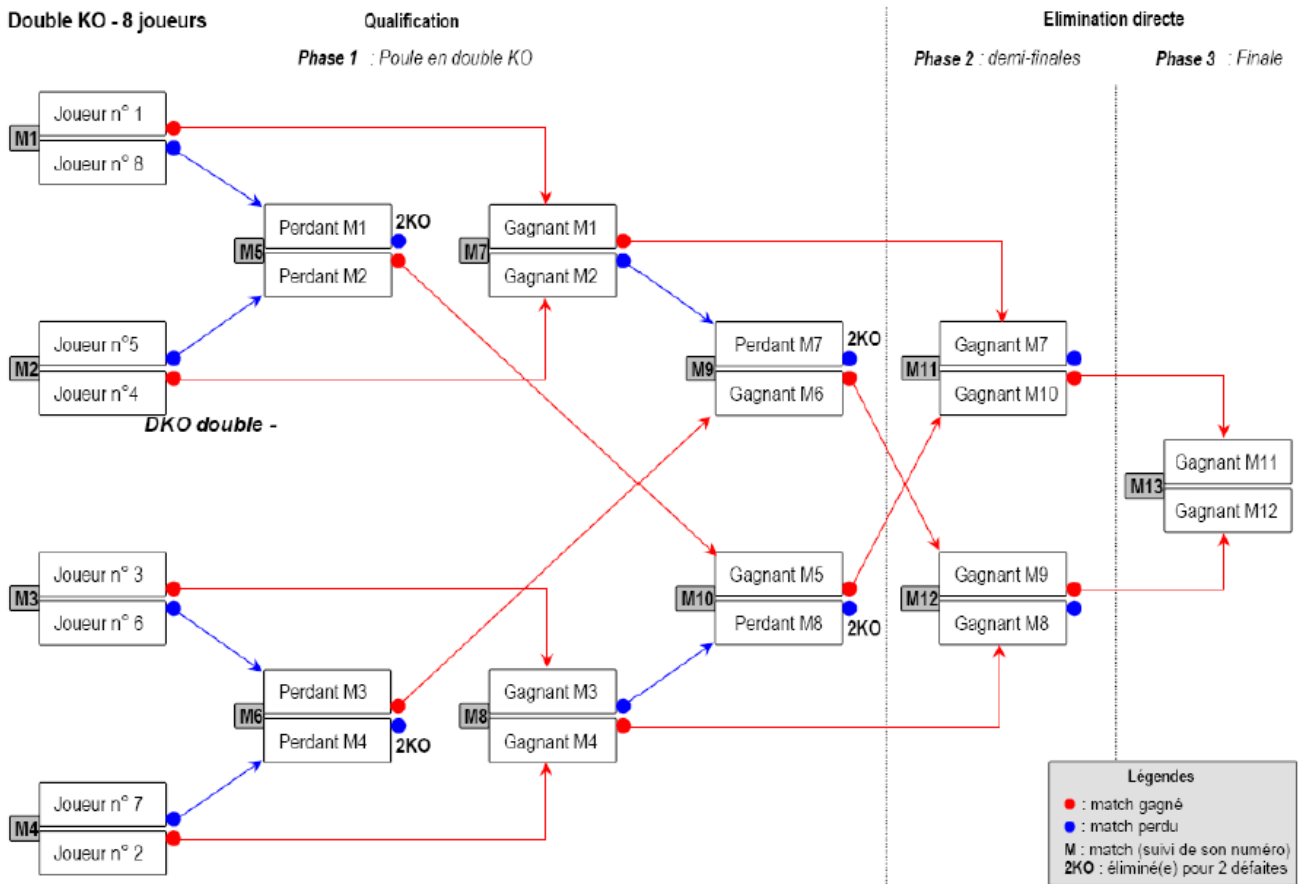 Double KO - 8 joueurs
Qualification
Elimination directe
Phase 1 : Poule en double KO
Phase 2 : demi-finales
Phase 3 : Finale
M1
Joueur n° 1
Joueur n° 8
M2
Joueur n°5
Joueur n°4
DKO double -
M3
Joueur n° 3
Joueur n° 6
M4
Joueur n° 7
Joueur n° 2
M5
Perdant M1
Perdant M2
2KO
M6
Perdant M3
Perdant M4
2KO
M7
Gagnant M1
Gagnant M2
M8
Gagnant M3
Gagnant M4
M9
Perdant M7
Gagnant M6
2KO
M10
Gagnant M5
Perdant M8
2KO
M11
Gagnant M7
Gagnant M10
M12
Gagnant M9
Gagnant M8
M13
Gagnant M11
Gagnant M12
Légendes
: match gagné
: match perdu
M : match (suivi de son numéro)
2KO : éliminé(e) pour 2 défaites